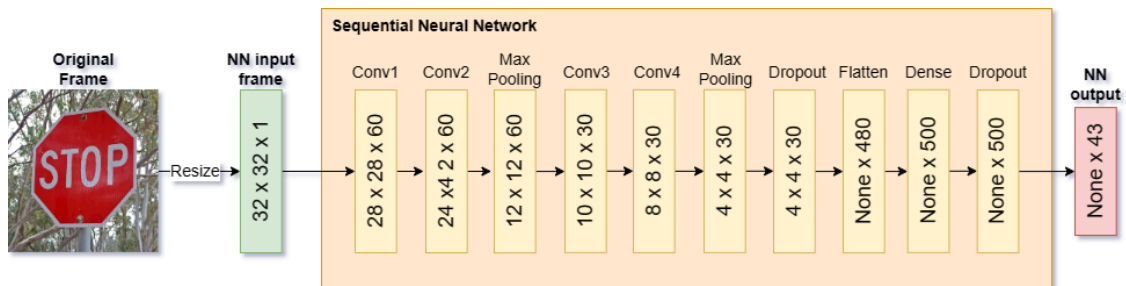 Sequential Neural Network
Original
Frame
STOP
Resize
NN input
frame
32 x 32 x 1
Conv1
28 x 28 x 60
Conv2
24 x4 2 x 60
Max
Pooling
12 x 12 x 60
Conv3
10 x 10 x 30
Conv4
8 x 8 x 30
Max
Pooling
4 x 4 x 30
Dropout
4 x 4 x 30
Flatten
None x 480
Dense
None x 500
Dropout
None x 500
NN
output
None x 43